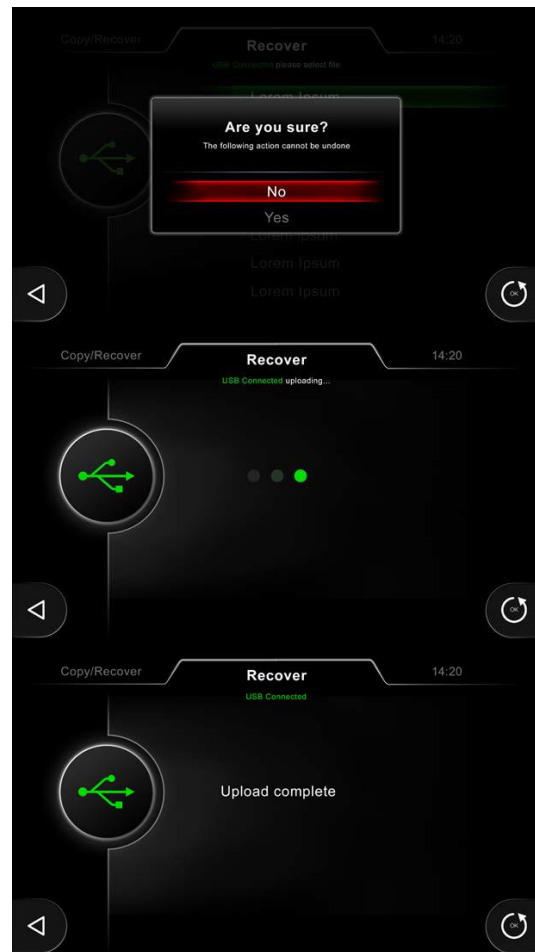 Copy/Recover
Recover
14:20
USB Connected please select file
Lorem Ipsum
Are you sure?
The following action cannot be undone
No
Yes
Lorem Ipsum
Lorem Ipsum
Lorem Ipsum
OK
Copy/Recover
Recover
14:20
USB Connected uploading...
OK
Copy/Recover
Recover
14:20
USB Connected
Upload complete
OK